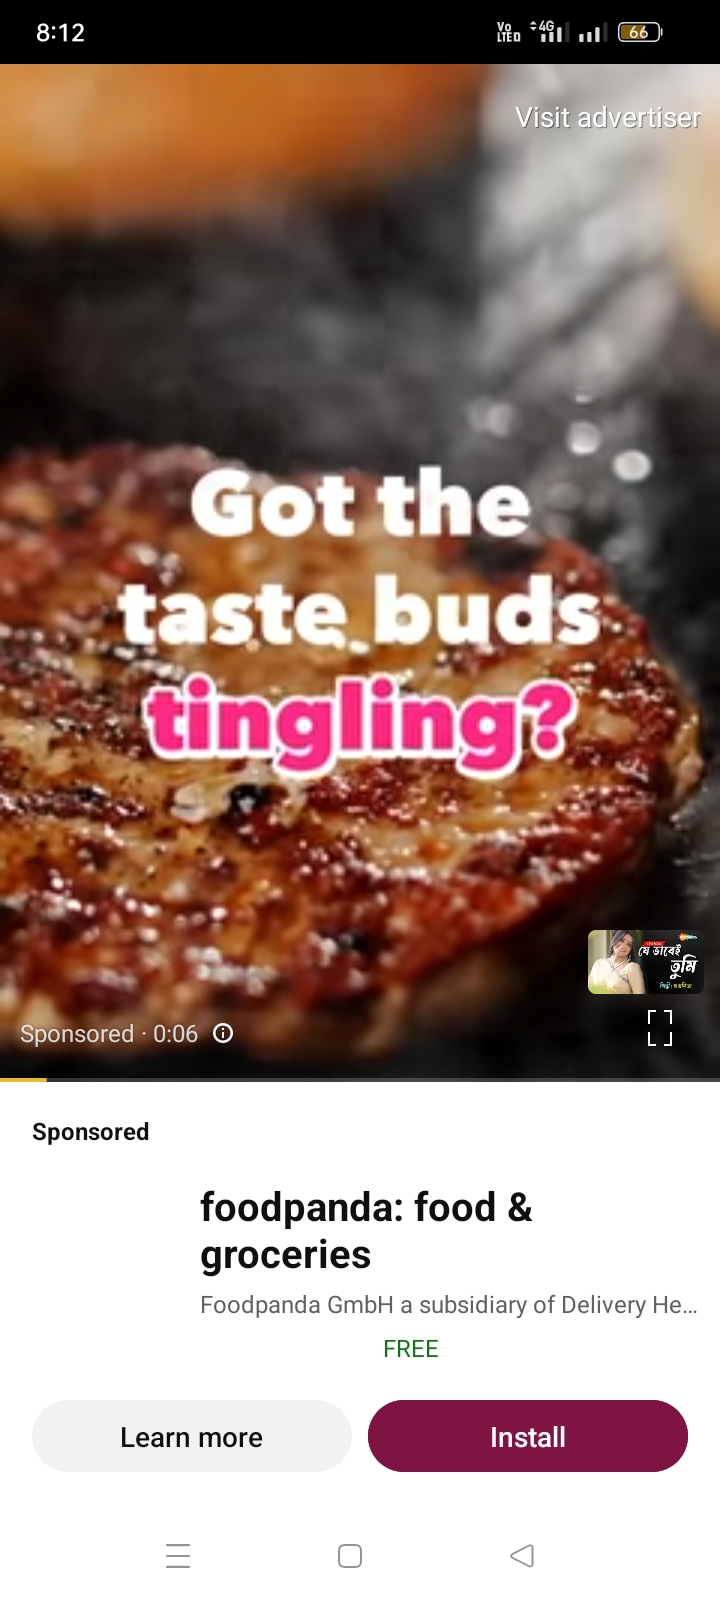 8:12
Vo
LTED
4G
66
Visit advertiser
Got the
taste buds
tingling?
যে ভাবেই
তুমি
Sponsored · 0:06
Sponsored
foodpanda: food &
groceries
Foodpanda GmbH a subsidiary of Delivery He...
FREE
Learn more
Install